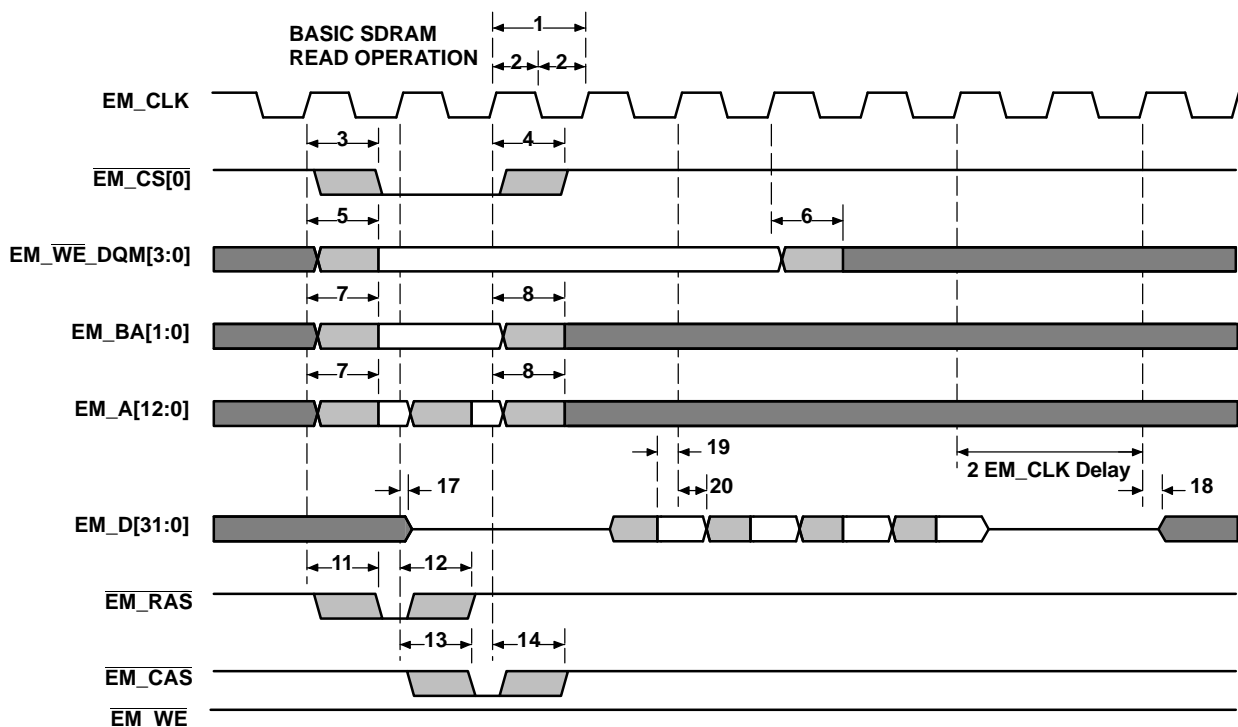 BASIC SDRAM
READ OPERATION
1
2 2
EM_CLK
3 4
EM_CS[0]
5 6
EM_WE_DQM[3:0]
7 8
EM_BA[1:0]
7 8
EM_A[12:0]
19
2 EM_CLK Delay
17 20 18
EM_D[31:0]
11 12
EM_RAS
13 14
EM_CAS
EM_WE